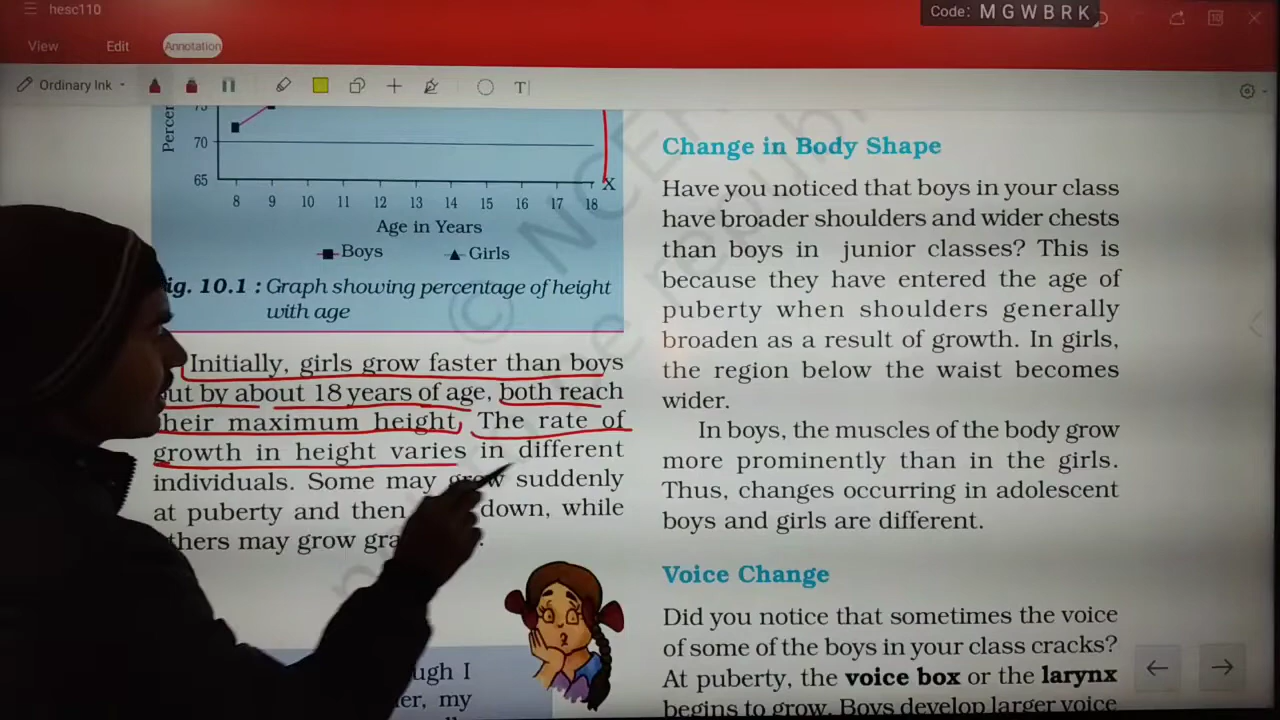 hesc110
Code: M G W B R K
View Edit Annotation
Ordinary Ink
T
70
65
X
8 9 10 11 12 13 14 15 16 17 18
Age in Years
Boys Girls
10.1 : Graph showing percentage of height
with age
Initially, girls grow faster than boys
by about 18 years of age, both reach
maximum height. The rate of
growth in height varies in different
individuals. Some may grow suddenly
at puberty and then down, while
may grow
Change in Body Shape
Have you noticed that boys in your class
have broader shoulders and wider chests
than boys in junior classes? This is
because they have entered the age of
puberty when shoulders generally
broaden as a result of growth. In girls,
the region below the waist becomes
wider.
In boys, the muscles of the body grow
more prominently than in the girls.
Thus, changes occurring in adolescent
boys and girls are different.
Voice Change
Did you notice that sometimes the voice
of some of the boys in your class cracks?
At puberty, the voice box or the larynx
begins to grow. Boys develop larger voice
my